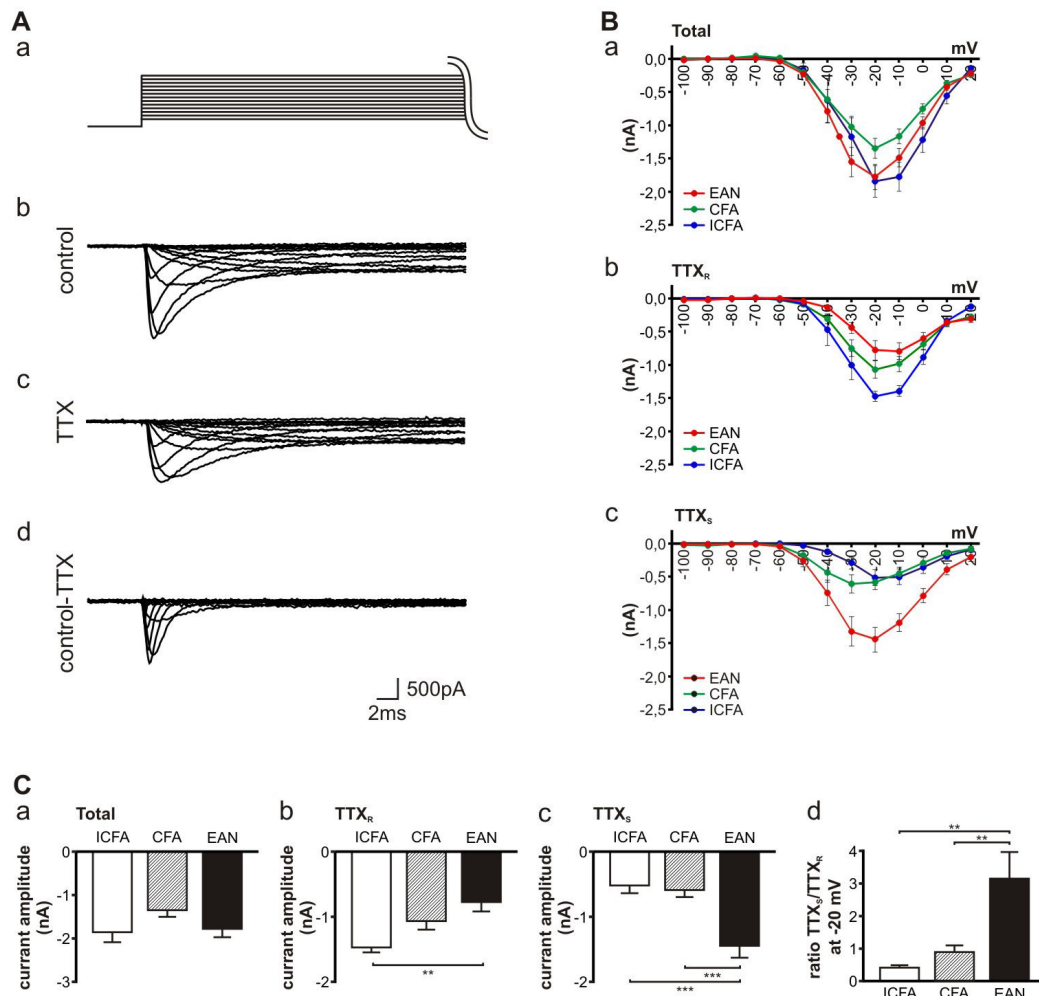 A
a
b
control
c
TTX
d
control-TTX
500pA
2ms
B
a
Total
mV
0,0
-0,5
-1,0
-1,5
-2,0
-2,5
(nA)
-100
-90
-80
-70
-60
-50
-40
-30
-20
-10
0
10
20
EAN
CFA
ICFA
b
TTXR
mV
0,0
-0,5
-1,0
-1,5
-2,0
-2,5
(nA)
-100
-90
-80
-70
-60
-50
-40
-30
-20
-10
0
10
20
EAN
CFA
ICFA
c
TTXS
mV
0,0
-0,5
-1,0
-1,5
-2,0
-2,5
(nA)
-100
-90
-80
-70
-60
-50
-40
-30
-20
-10
0
10
20
EAN
CFA
ICFA
C
a
Total
ICFA CFA EAN
0
-1
-2
-3
currant amplitude
(nA)
b
TTXR
ICFA CFA EAN
0
-1
-2
currant amplitude
(nA)
**
c
TTXS
ICFA CFA EAN
0
-1
-2
currant amplitude
(nA)
***
***
d
**
**
4
3
2
1
0
ratio TTXS/TTXR
at -20 mV
ICFA CFA EAN